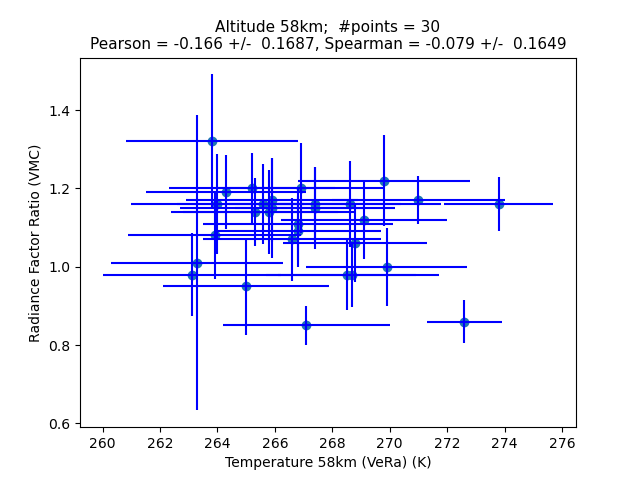 Altitude 58km;  #points = 30
Pearson = -0.166 +/-  0.1687, Spearman = -0.079 +/-  0.1649
Radiance Factor Ratio (VMC)
1.4
1.2
1.0
0.8
0.6
260 262 264 266 268 270 272 274 276
Temperature 58km (VeRa) (K)